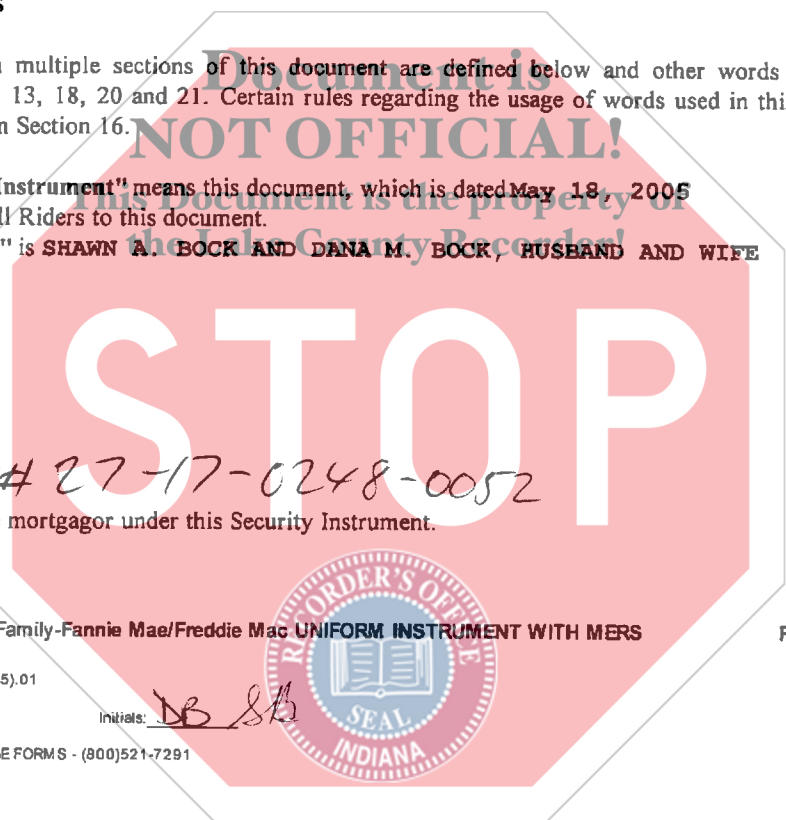 s
multiple sections of this document are defined below and other words
13, 18, 20 and 21. Certain rules regarding the usage of words used in thi
n Section 16.
Document is
NOT OFFICIAL!
This Document is the property of
the Lake County Recorder!
Instrument" means this document, which is dated May 18, 2005
ll Riders to this document.
" is SHAWN A. BOCK AND DANA M. BOCK, HUSBAND AND WIFE
STOP
# 27-17-0248-0052
mortgagor under this Security Instrument.
Family-Fannie Mae/Freddie Mac UNIFORM INSTRUMENT WITH MERS
5).01
Initials: DB SB
E FORMS - (800)521-7291
RECORDER'S OFFICE
SEAL
INDIANA